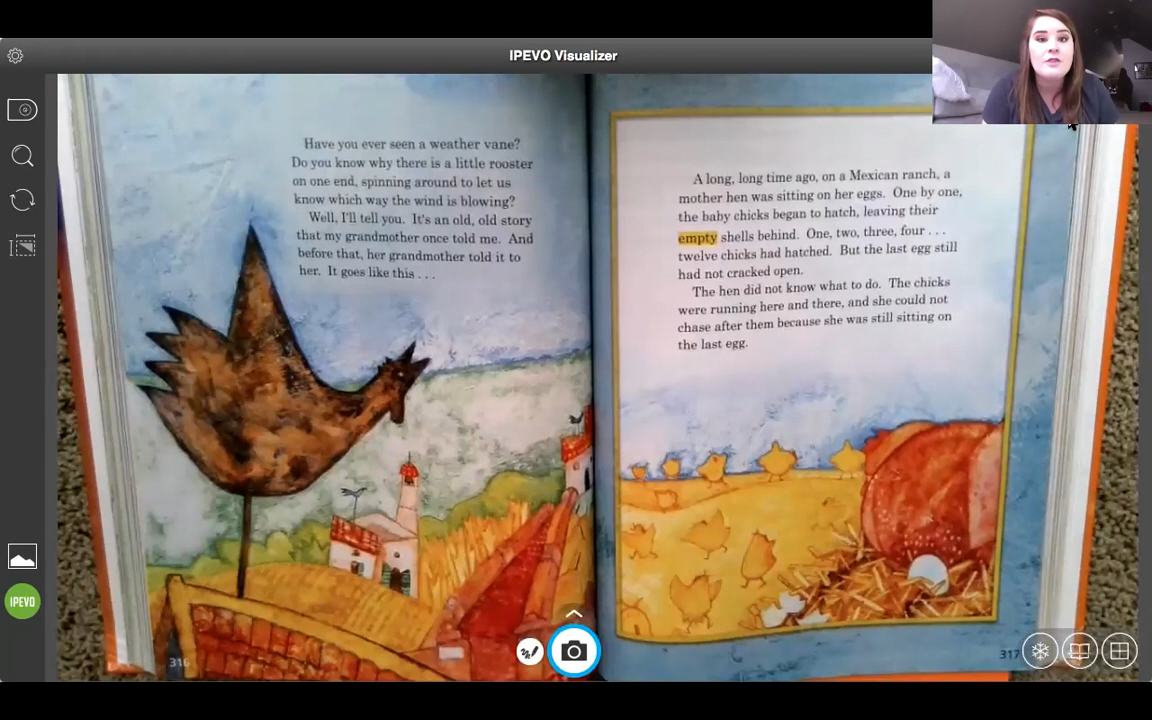 IPEVO Visualizer
Have you ever seen a weather vane?
Do you know why there is a little rooster
on one end, spinning around to let us
know which way the wind is blowing?
Well, I'll tell you. It's an old, old story
that my grandmother once told me. And
before that, her grandmother told it to
her. It goes like this . . .
316
A long, long time ago, on a Mexican ranch, a
mother hen was sitting on her eggs. One by one,
the baby chicks began to hatch, leaving their
empty shells behind. One, two, three, four . . .
twelve chicks had hatched. But the last egg still
had not cracked open.
The hen did not know what to do. The chicks
were running here and there, and she could not
chase after them because she was still sitting on
the last egg.
317
IPEVO